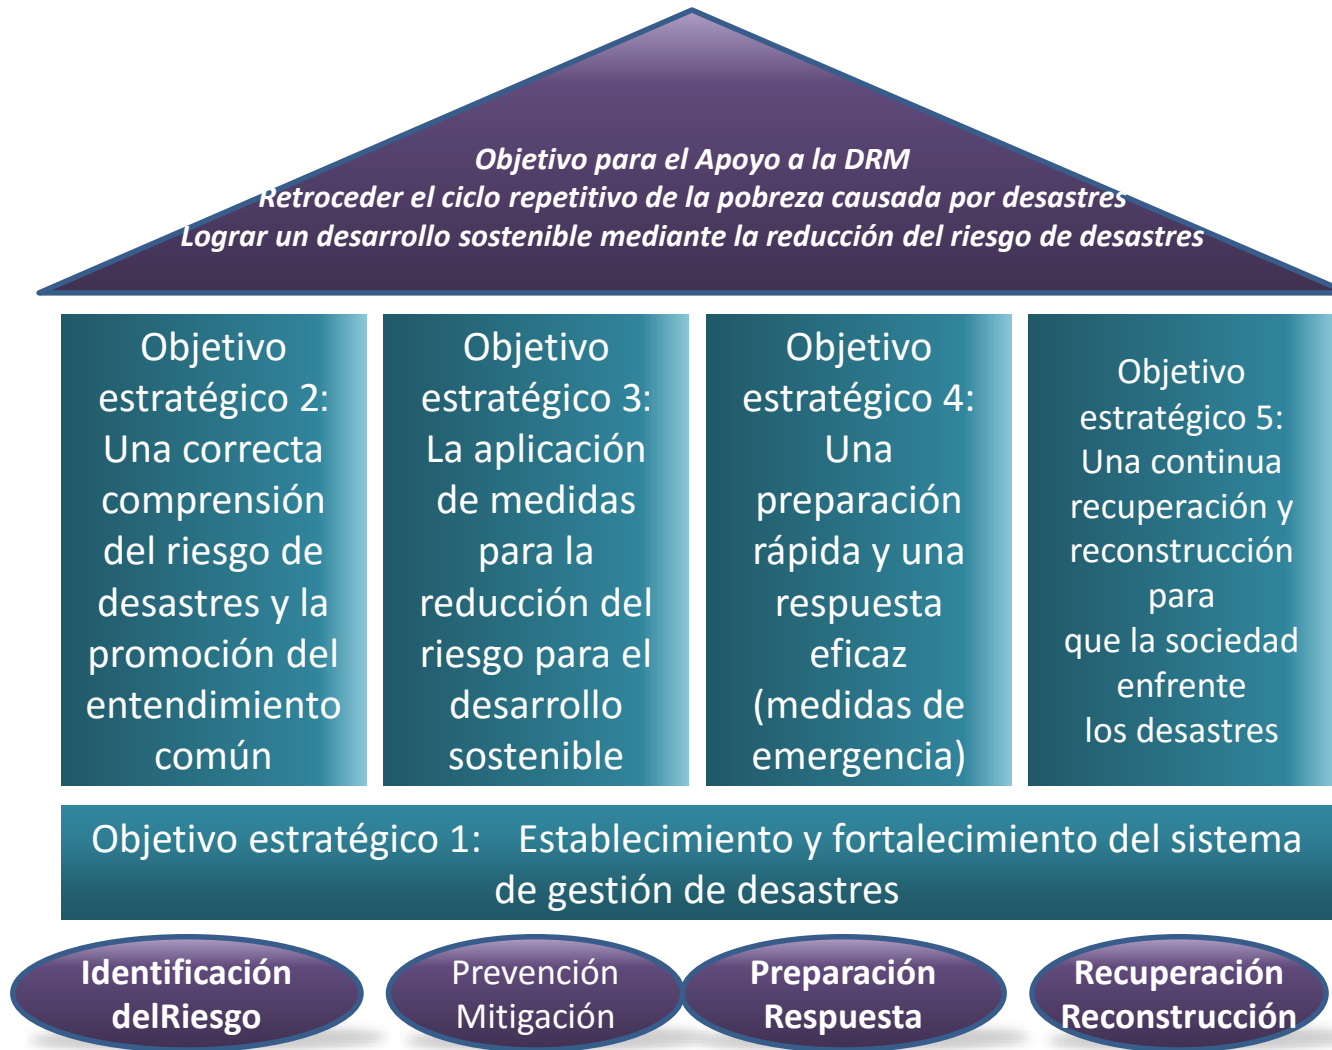 Objetivo para el Apoyo a la DRM
Retroceder el ciclo repetitivo de la pobreza causada por desastres
Lograr un desarrollo sostenible mediante la reducción del riesgo de desastres
Objetivo
estratégico 2:
Una correcta
comprensión
del riesgo de
desastres y la
promoción del
entendimiento
común
Objetivo
estratégico 3:
La aplicación
de medidas
para la
reducción del
riesgo para el
desarrollo
sostenible
Objetivo
estratégico 4:
Una
preparación
rápida y una
respuesta
eficaz
(medidas de
emergencia)
Objetivo
estratégico 5:
Una continua
recuperación y
reconstrucción
para
que la sociedad
enfrente
los desastres
Objetivo estratégico 1: Establecimiento y fortalecimiento del sistema
de gestión de desastres
Identificación
delRiesgo
Prevención
Mitigación
Preparación
Respuesta
Recuperación
Reconstrucción